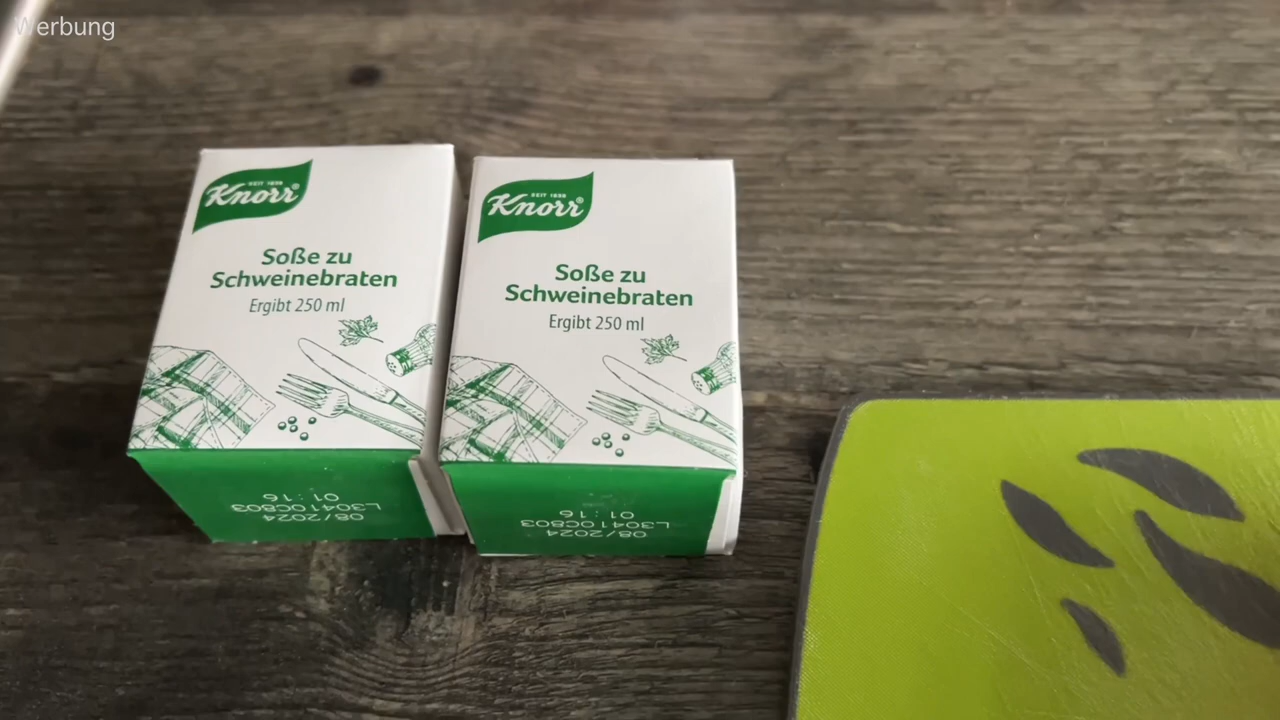 Werbung
SEIT 1838
Knorr®
Soße zu
Schweinebraten
Ergibt 250 ml
08/2024
L30410C803
01:16
SEIT 1838
Knorr®
Soße zu
Schweinebraten
Ergibt 250 ml
08/2024
L30410C803
01:16